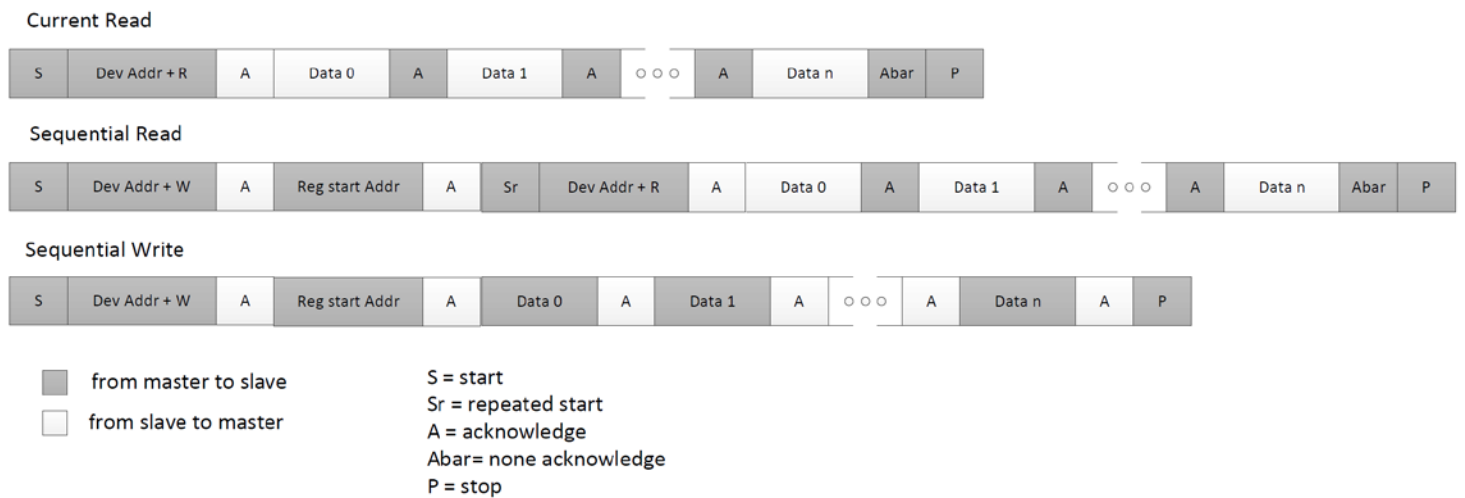 Current Read
S Dev Addr + R A Data 0 A Data 1 A A Data n Abar P
Sequential Read
S Dev Addr + W A Reg start Addr A Sr Dev Addr + R A Data 0 A Data 1 A A Data n Abar P
Sequential Write
S Dev Addr + W A Reg start Addr A Data 0 A Data 1 A A Data n A P
from master to slave
from slave to master
S = start
Sr = repeated start
A = acknowledge
Abar= none acknowledge
P = stop